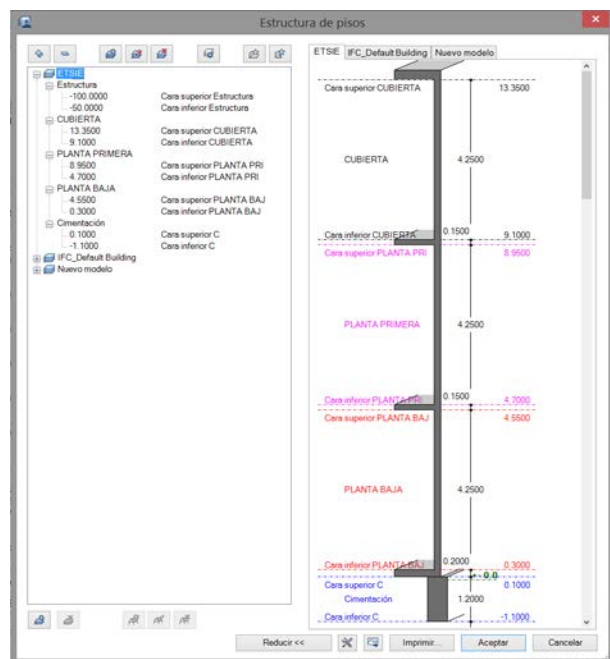 Estructura de pisos
ETSIE
Estructura
-100.0000 Cara superior Estructura
-50.0000 Cara inferior Estructura
CUBIERTA
13.3500 Cara superior CUBIERTA
9.1000 Cara inferior CUBIERTA
PLANTA PRIMERA
8.9500 Cara superior PLANTA PRI
4.7000 Cara inferior PLANTA PRI
PLANTA BAJA
4.5500 Cara superior PLANTA BAJ
0.3000 Cara inferior PLANTA BAJ
Cimentación
0.1000 Cara superior C
-1.1000 Cara inferior C
IFC_Default Building
Nuevo modelo
ETSIE IFC_Default Building Nuevo modelo
Cara superior CUBIERTA 13.3500
CUBIERTA 4.2500
Cara inferior CUBIERTA 0.1500 9.1000
Cara superior PLANTA PRI 8.9500
PLANTA PRIMERA 4.2500
Cara inferior PLANTA PRI 0.1500 4.7000
Cara superior PLANTA BAJ 4.5500
PLANTA BAJA 4.2500
Cara inferior PLANTA BAJ 0.2000 0.3000
0.0
Cara superior C 0.1000
Cimentación 1.2000
Cara inferior C -1.1000
Reducir << Imprimir... Aceptar Cancelar